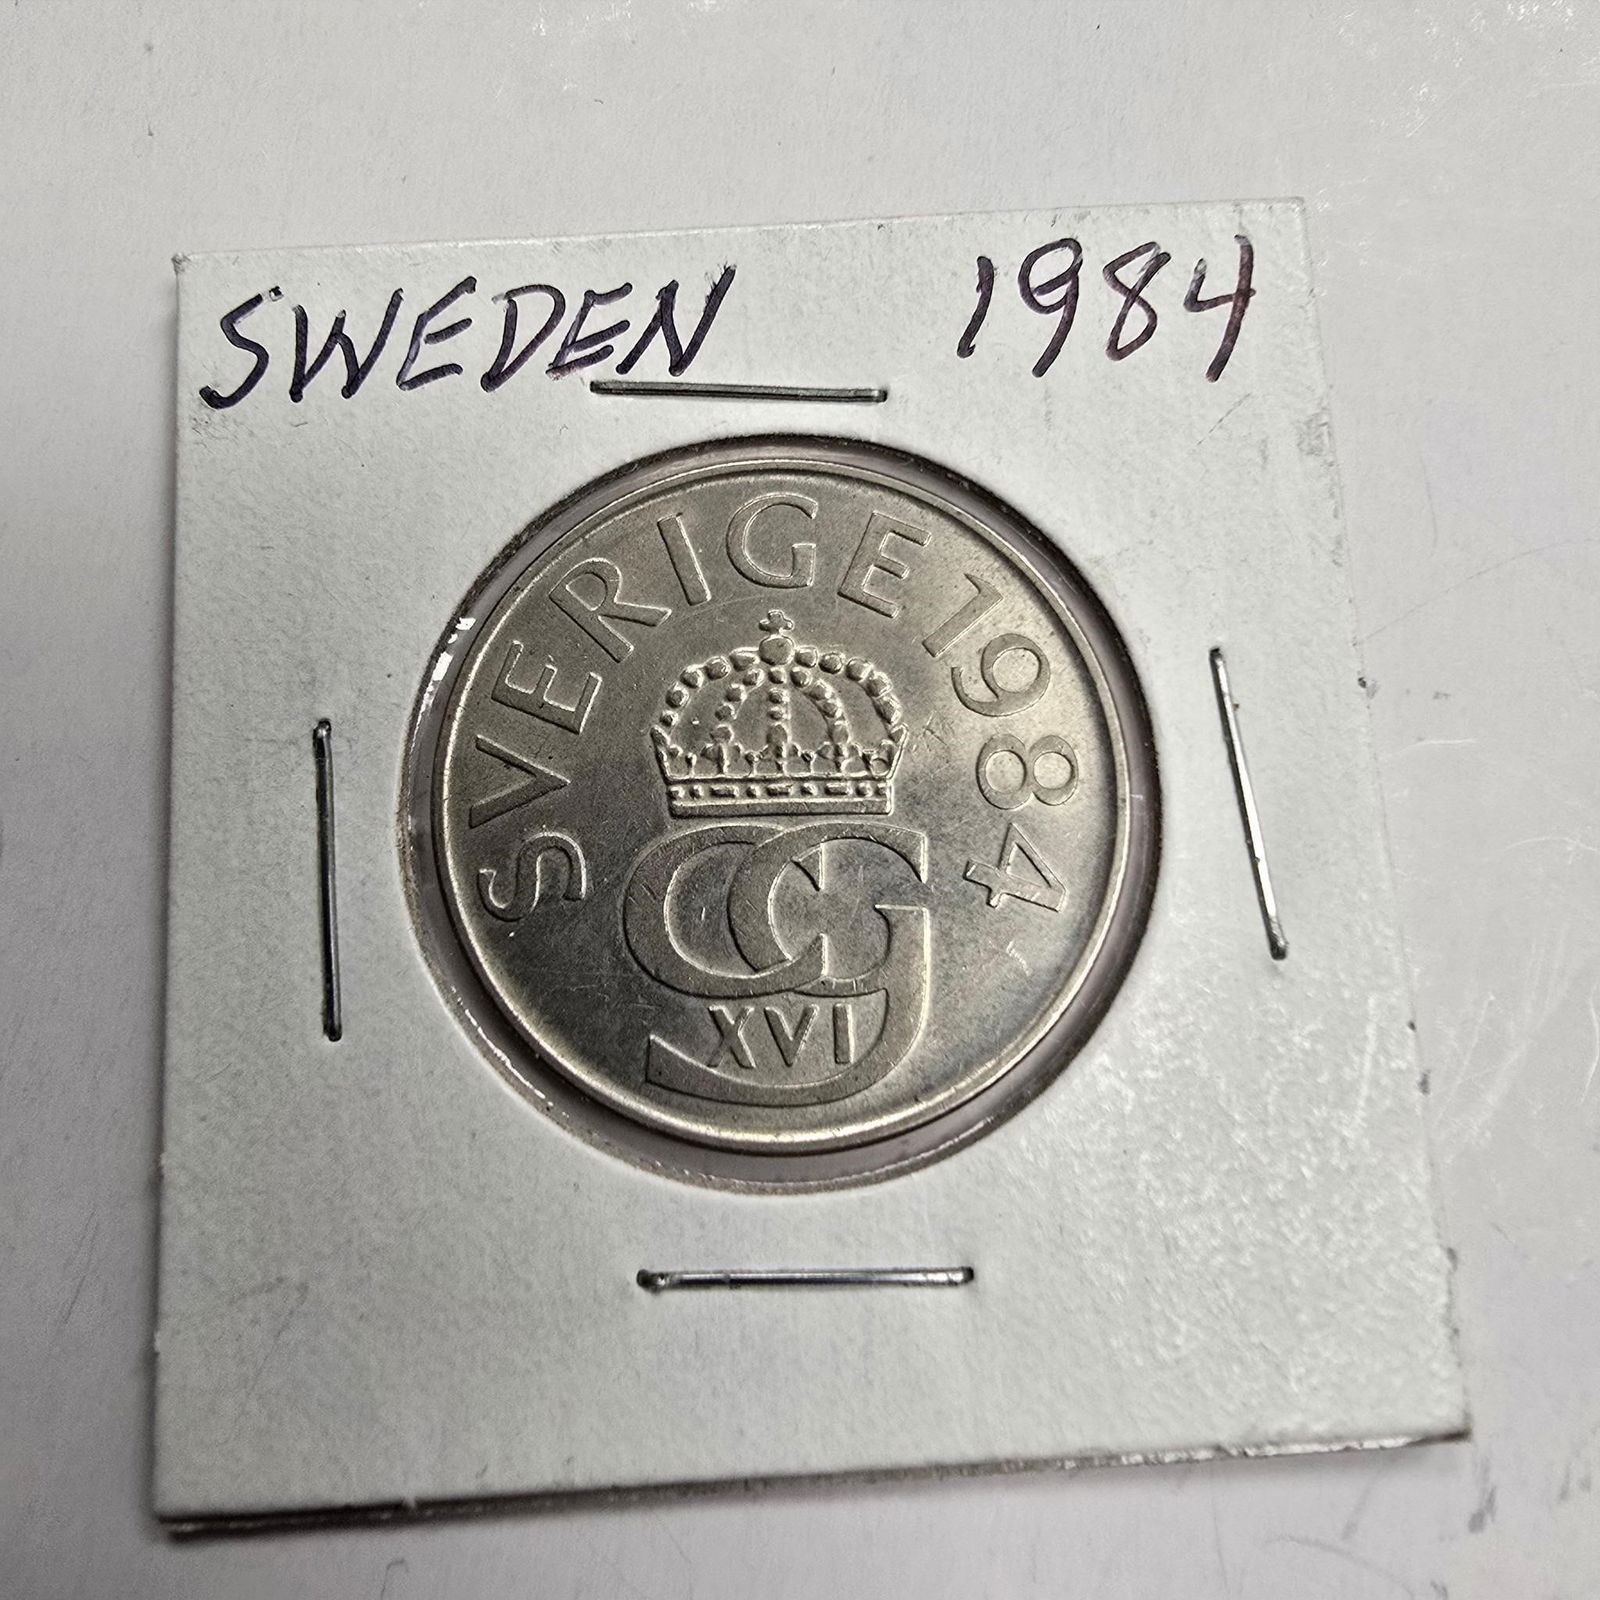 SWEDEN 1984
SVERIGE 1984
CG
XVI